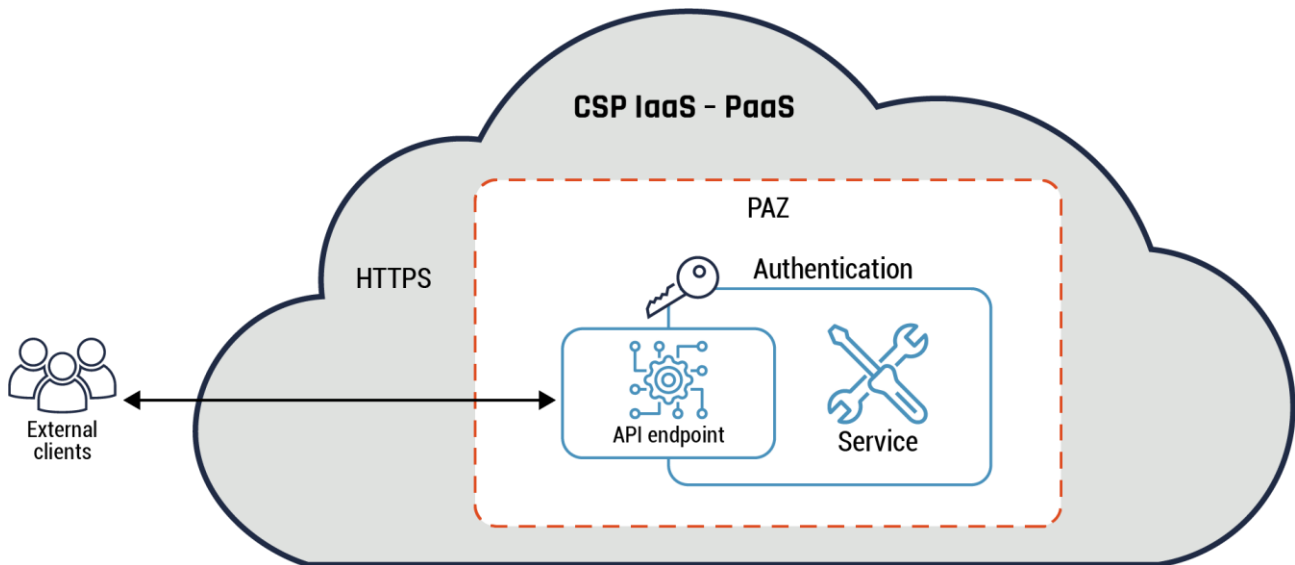 CSP IaaS – PaaS
PAZ
Authentication
HTTPS
External
clients
API endpoint
Service